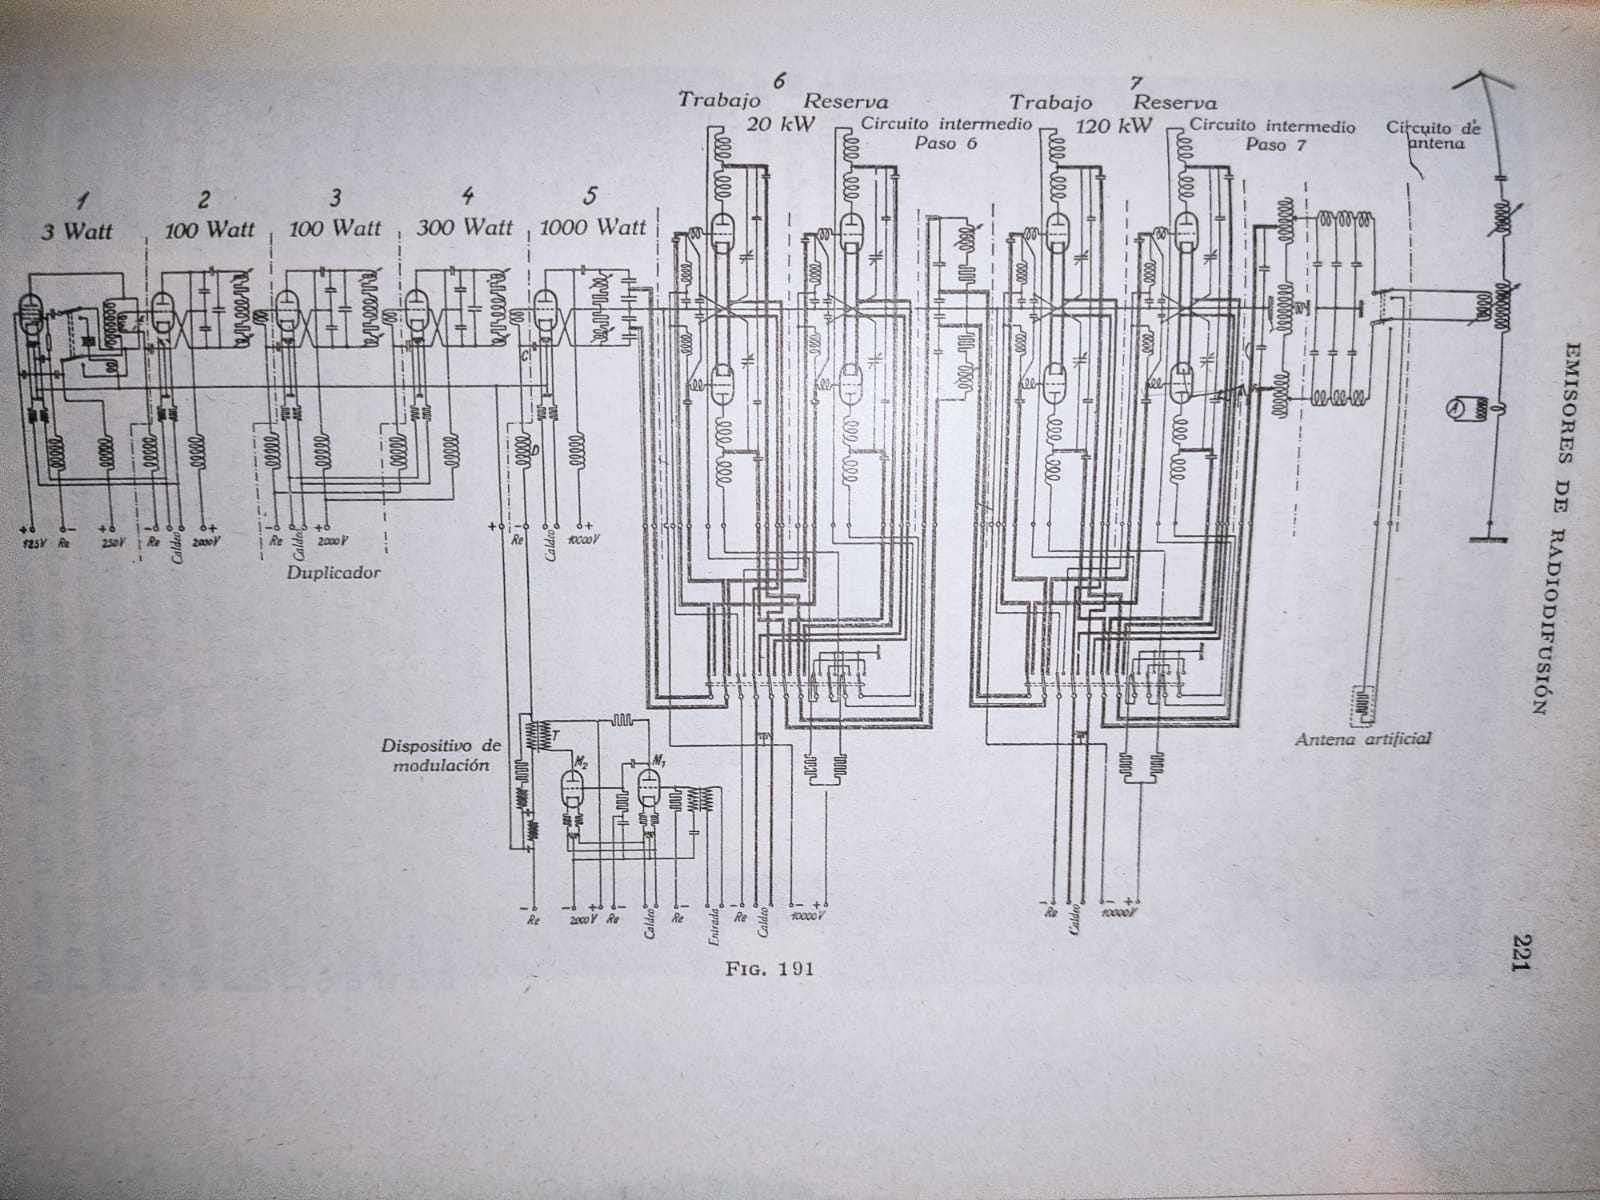 6
Trabajo Reserva
20 kW
Circuito intermedio
Paso 6
7
Trabajo Reserva
120 kW
Circuito intermedio
Paso 7
Circuito de
antena
1
3 Watt
2
100 Watt
3
100 Watt
4
300 Watt
5
1000 Watt
C
+ 125V
Re -
+ 250V
- Re
Caldeo
+ 2000V
- Re
Caldeo
+ 2000V
Duplicador
+
- Re
Caldeo
+ 10000V
Dispositivo de
modulación
T
M2
M1
- Re
- 2000V +
Re -
Caldeo
Re -
Entrada
- Re
Caldeo
- 10000V +
- Re
Caldeo
- 10000V +
Antena artificial
A
FIG. 191
EMISORES DE RADIODIFUSIÓN
221